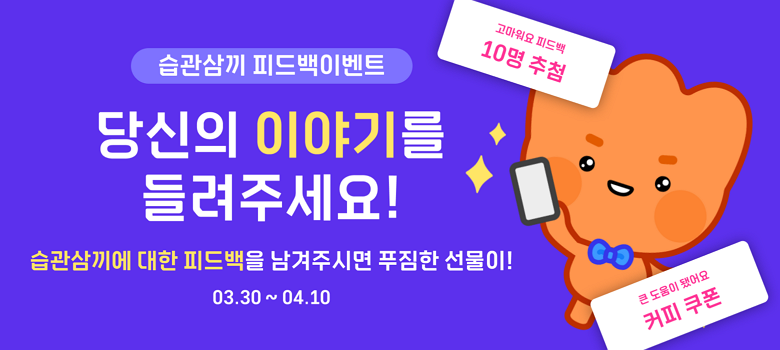 습관삼끼 피드백이벤트
당신의 이야기를
들려주세요!
습관삼끼에 대한 피드백을 남겨주시면 푸짐한 선물이!
03.30 ~ 04.10
고마워요 피드백
10명 추첨
큰 도움이 됐어요
커피 쿠폰